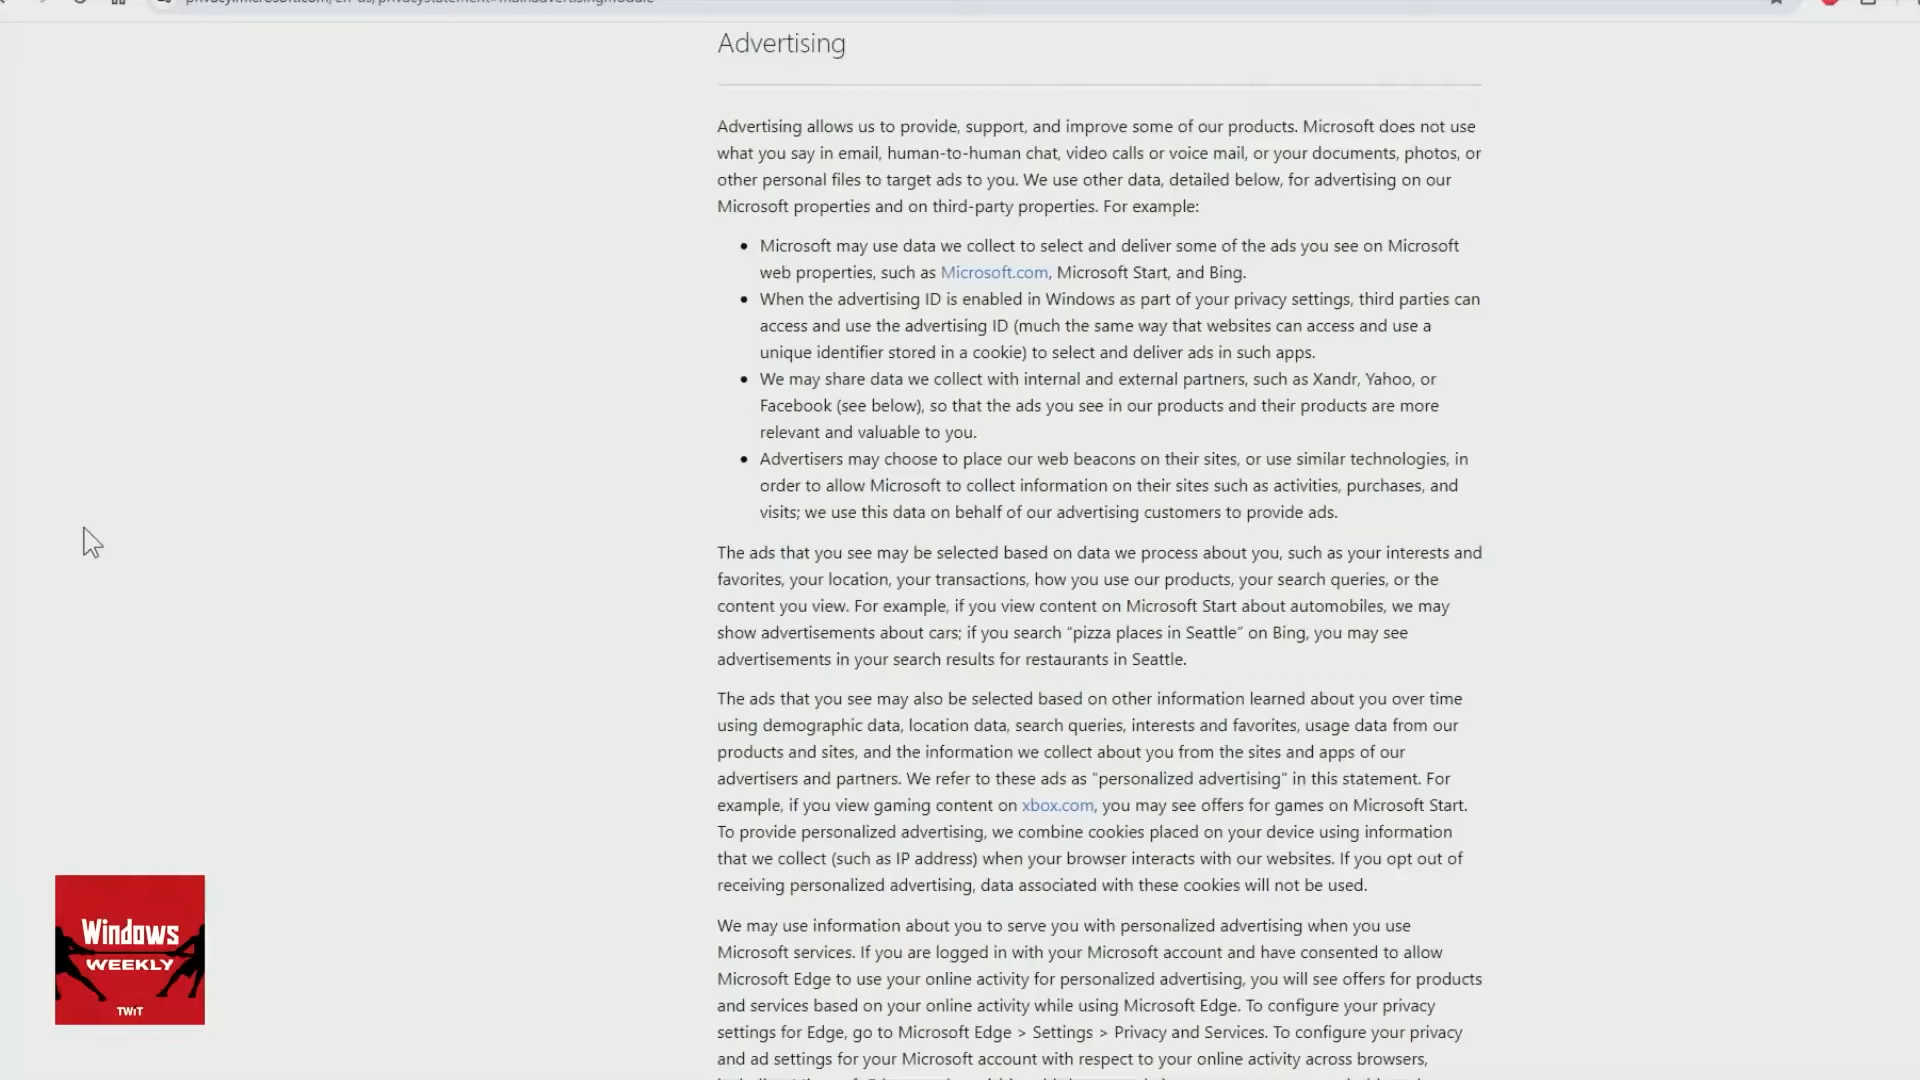 Advertising
Advertising allows us to provide, support, and improve some of our products. Microsoft does not use
what you say in email, human-to-human chat, video calls or voice mail, or your documents, photos, or
other personal files to target ads to you. We use other data, detailed below, for advertising on our
Microsoft properties and on third-party properties. For example:
• Microsoft may use data we collect to select and deliver some of the ads you see on Microsoft
web properties, such as Microsoft.com, Microsoft Start, and Bing.
• When the advertising ID is enabled in Windows as part of your privacy settings, third parties can
access and use the advertising ID (much the same way that websites can access and use a
unique identifier stored in a cookie) to select and deliver ads in such apps.
• We may share data we collect with internal and external partners, such as Xandr, Yahoo, or
Facebook (see below), so that the ads you see in our products and their products are more
relevant and valuable to you.
• Advertisers may choose to place our web beacons on their sites, or use similar technologies, in
order to allow Microsoft to collect information on their sites such as activities, purchases, and
visits; we use this data on behalf of our advertising customers to provide ads.
The ads that you see may be selected based on data we process about you, such as your interests and
favorites, your location, your transactions, how you use our products, your search queries, or the
content you view. For example, if you view content on Microsoft Start about automobiles, we may
show advertisements about cars; if you search “pizza places in Seattle” on Bing, you may see
advertisements in your search results for restaurants in Seattle.
The ads that you see may also be selected based on other information learned about you over time
using demographic data, location data, search queries, interests and favorites, usage data from our
products and sites, and the information we collect about you from the sites and apps of our
advertisers and partners. We refer to these ads as "personalized advertising" in this statement. For
example, if you view gaming content on xbox.com, you may see offers for games on Microsoft Start.
To provide personalized advertising, we combine cookies placed on your device using information
that we collect (such as IP address) when your browser interacts with our websites. If you opt out of
receiving personalized advertising, data associated with these cookies will not be used.
We may use information about you to serve you with personalized advertising when you use
Microsoft services. If you are logged in with your Microsoft account and have consented to allow
Microsoft Edge to use your online activity for personalized advertising, you will see offers for products
and services based on your online activity while using Microsoft Edge. To configure your privacy
settings for Edge, go to Microsoft Edge > Settings > Privacy and Services. To configure your privacy
and ad settings for your Microsoft account with respect to your online activity across browsers,
Windows
WEEKLY
TWiT